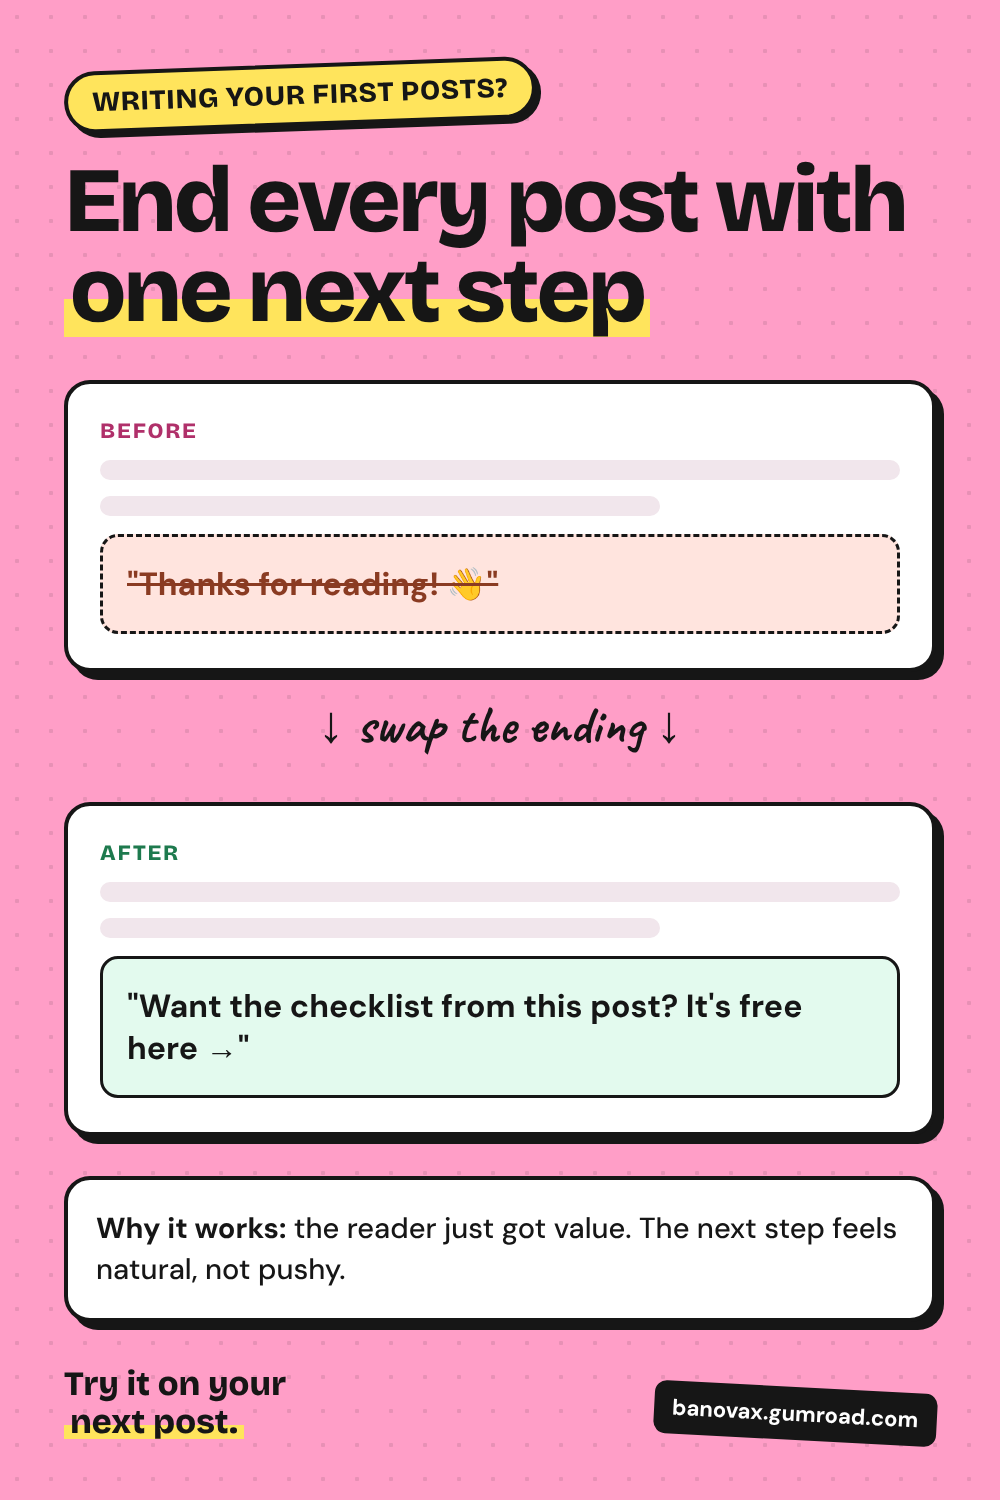 WRITING YOUR FIRST POSTS?
End every post with
one next step
BEFORE
"Thanks for reading! 👋"
↓ swap the ending ↓
AFTER
"Want the checklist from this post? It's free
here →"
Why it works: the reader just got value. The next step feels
natural, not pushy.
Try it on your
next post.
banovax.gumroad.com